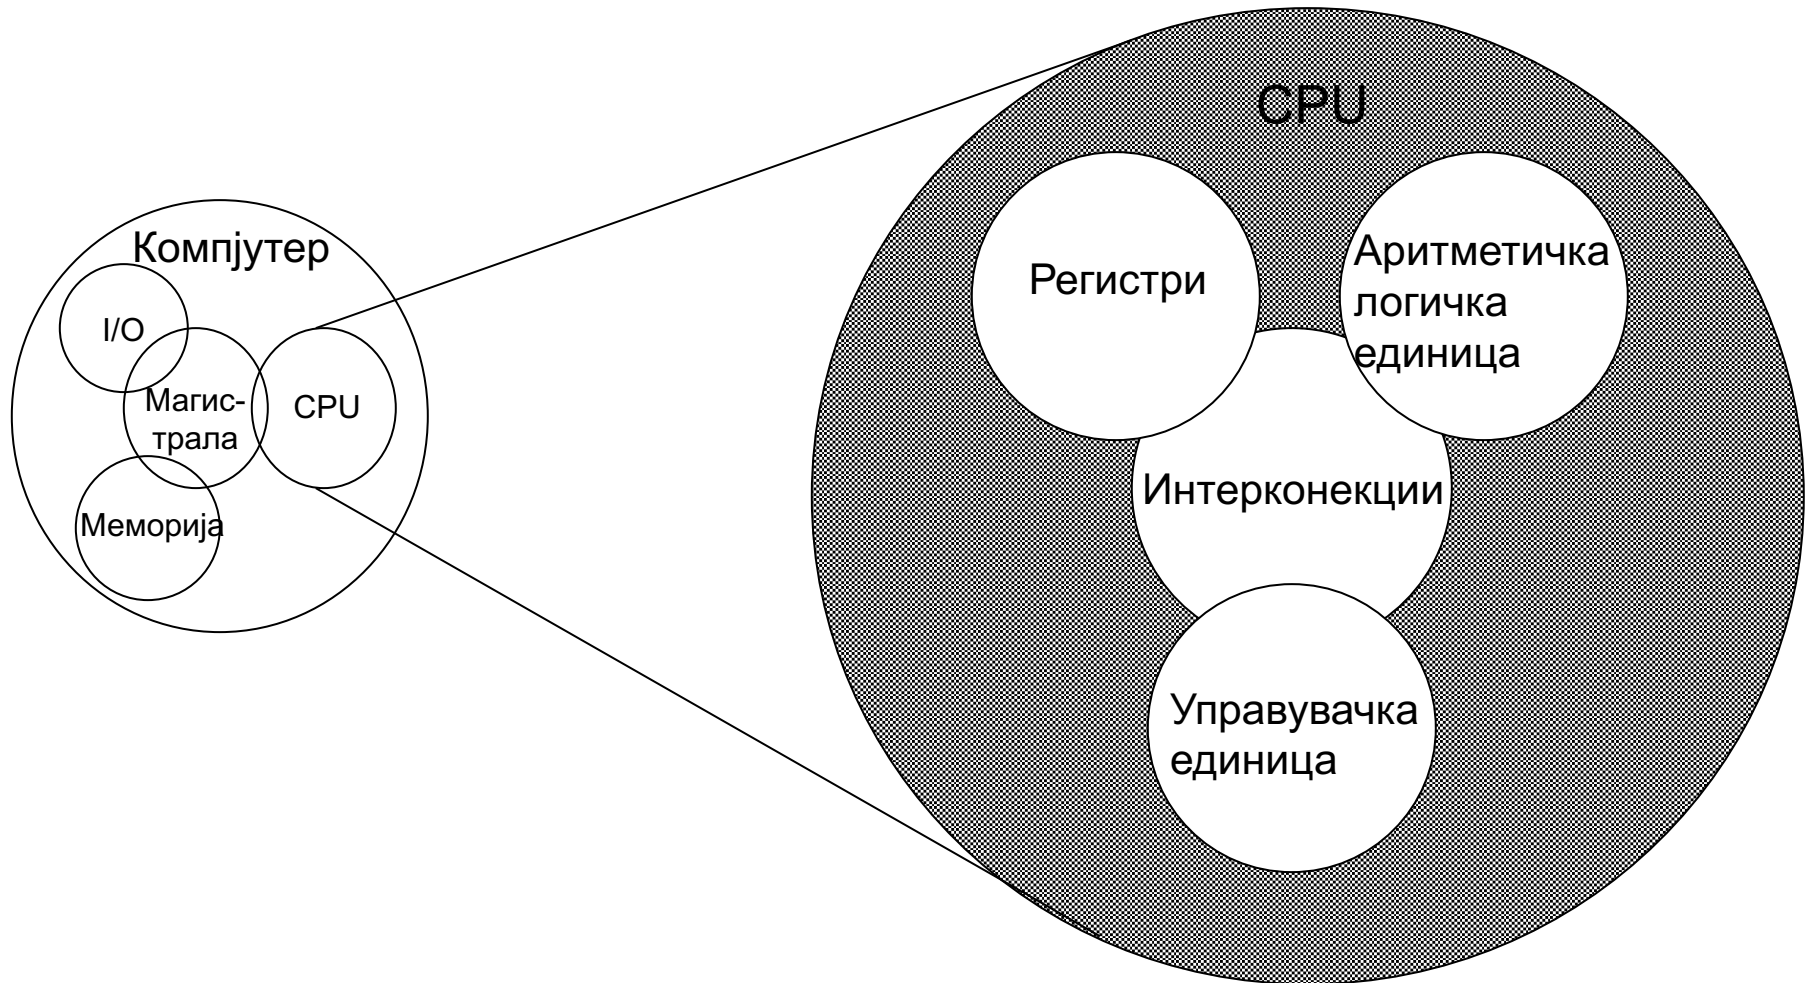 Компјутер
I/O
Магис-
трала
CPU
Меморија
CPU
Регистри
Аритметичка
логичка
единица
Интерконекции
Управувачка
единица